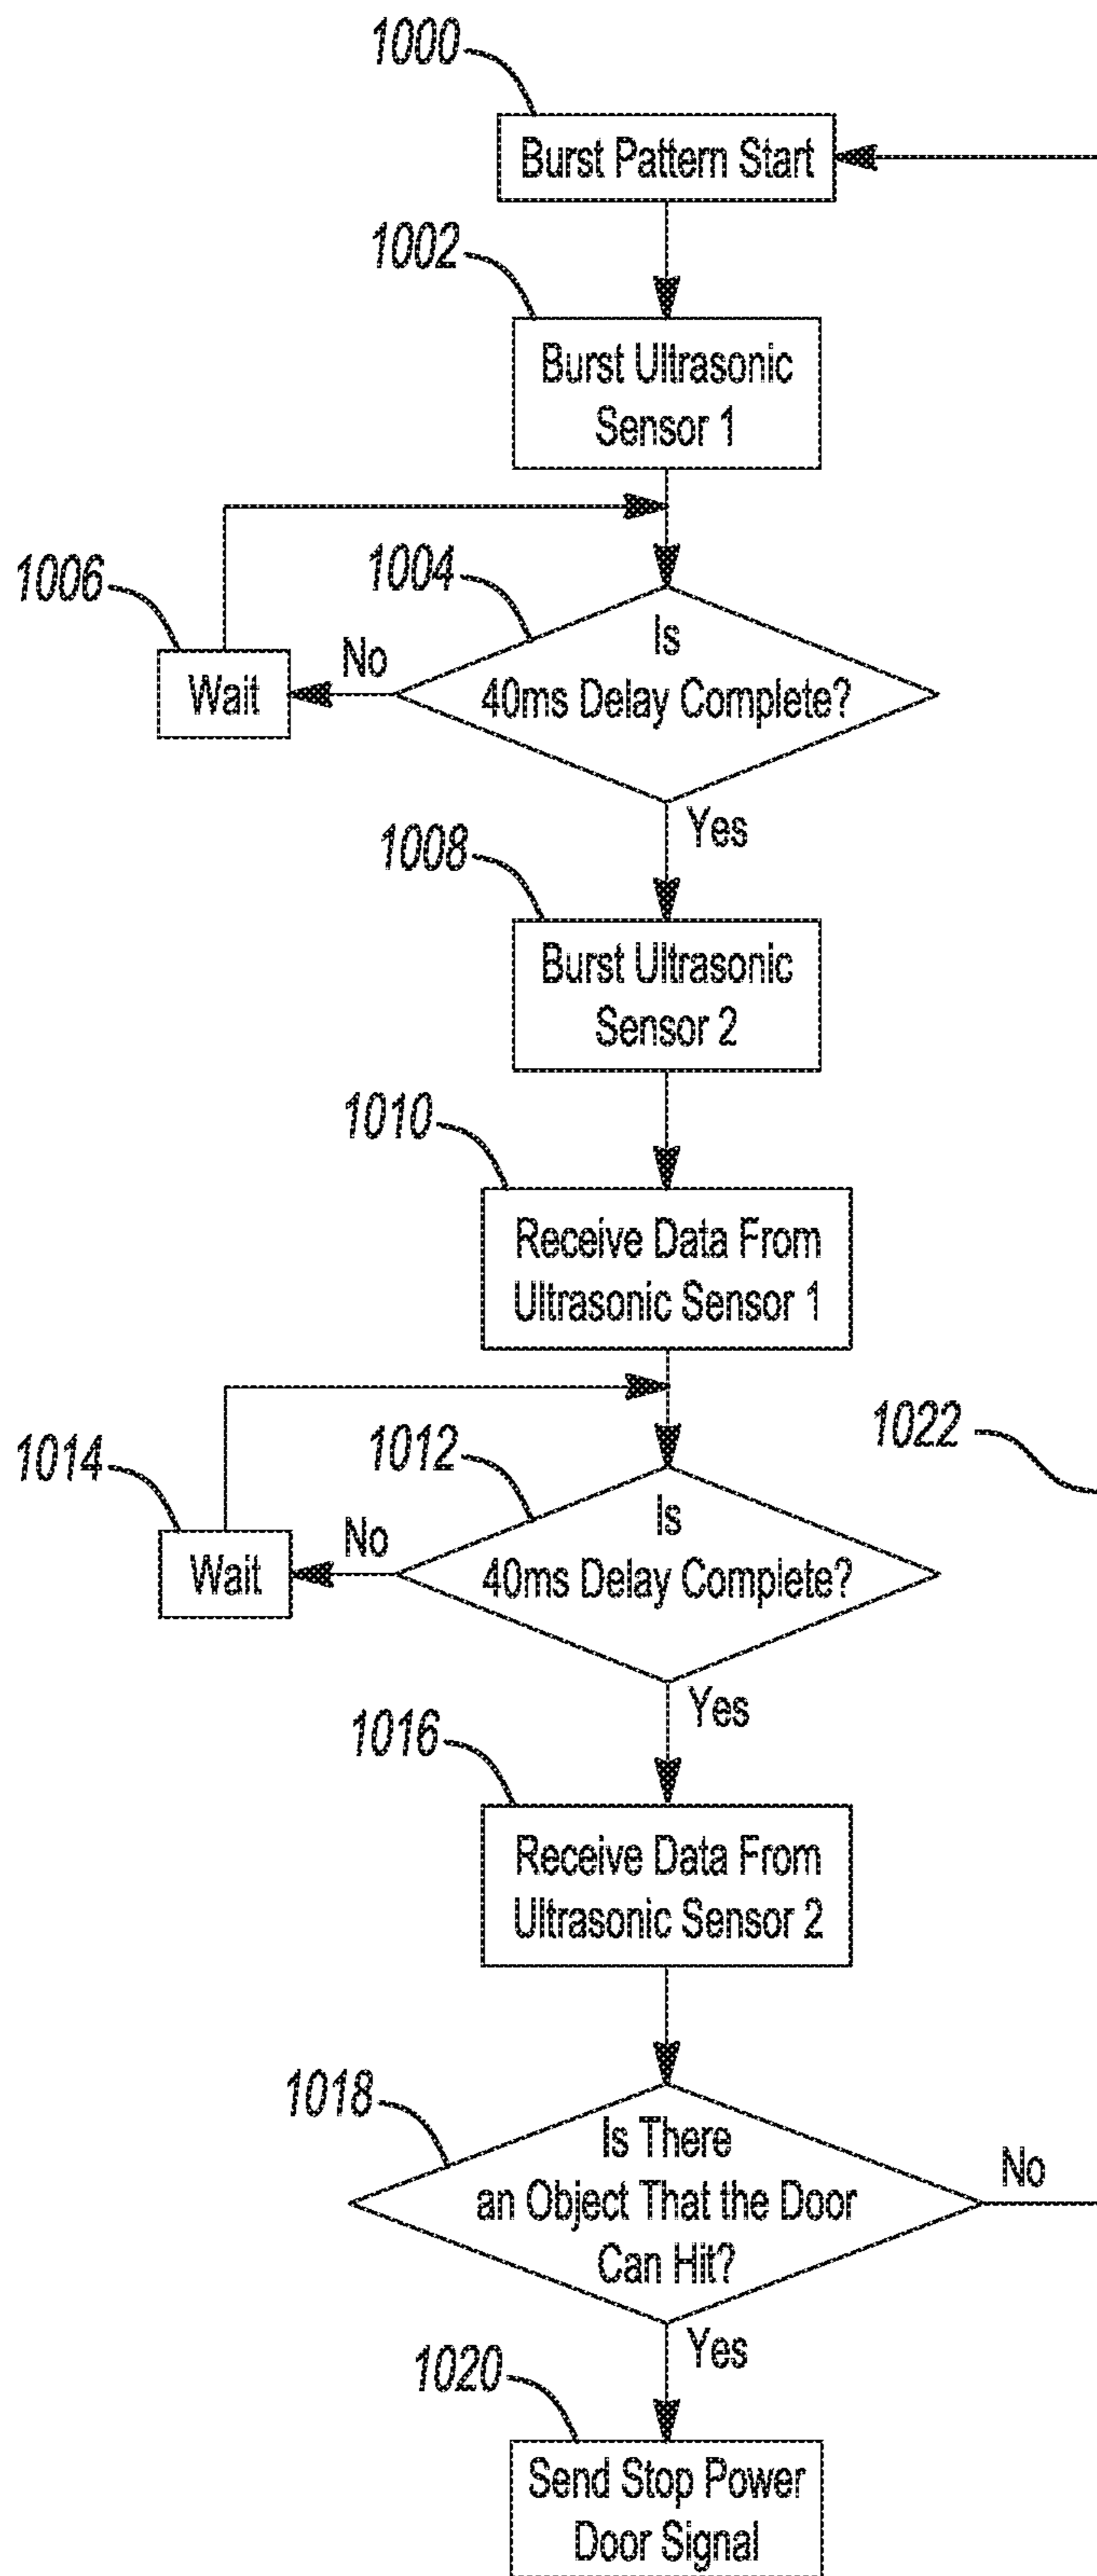 1000
Burst Pattern Start
1002
Burst Ultrasonic
Sensor 1
1004
1006
Is
No
Wait
40ms Delay Complete?
Yes
1008
Burst Ultrasonic
Sensor 2
1010
Receive Data From
Ultrasonic Sensor 1
1022
1012
1014
Is
No
Wait
40ms Delay Complete?
Yes
1016
Receive Data From
Ultrasonic Sensor 2
1018
Is There
No
an Object That the Door
Can Hit?
Yes
1020
Send Stop Power
Door Signal